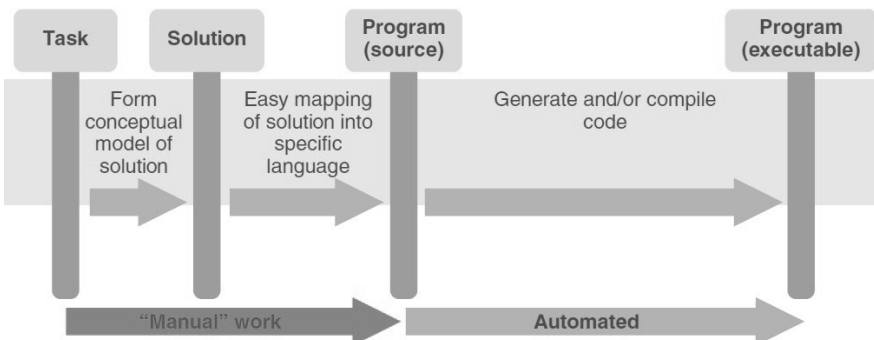 Task
Solution
Program
(source)
Program
(executable)
Form
conceptual
model of
solution
Easy mapping
of solution into
specific
language
Generate and/or compile
code
“Manual” work
Automated